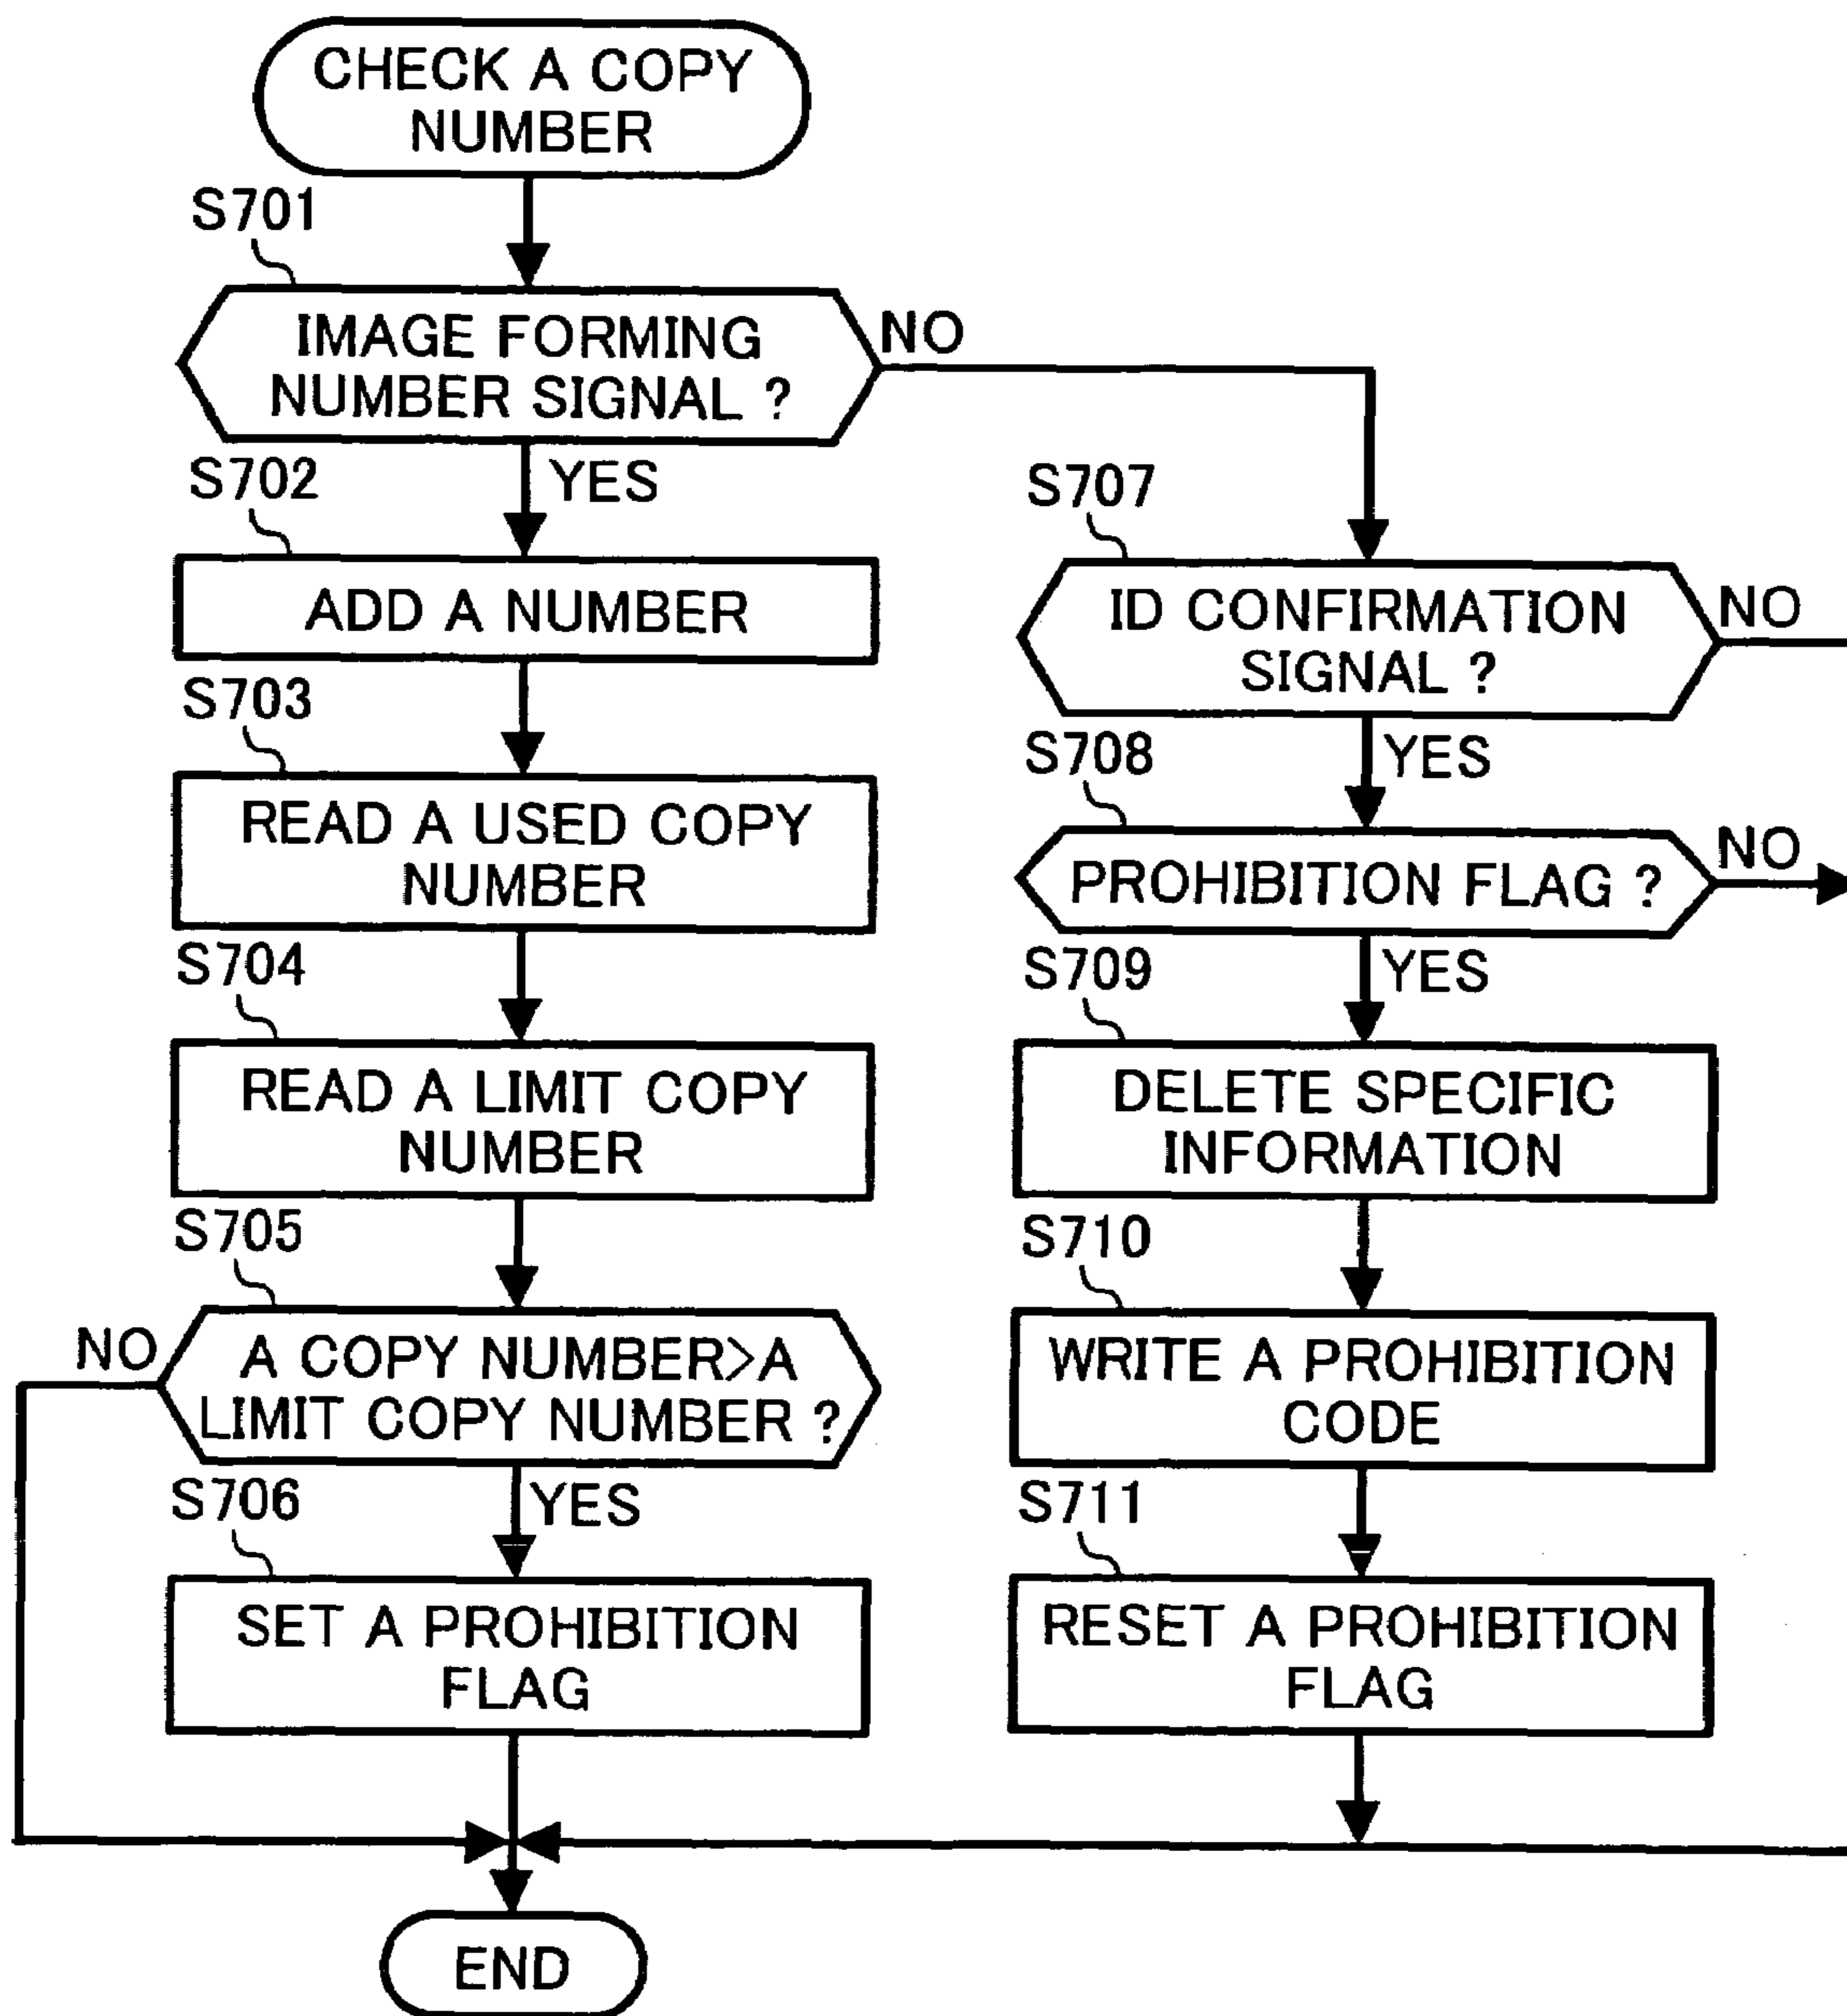 CHECK A COPY
NUMBER
S701
IMAGE FORMING
NUMBER SIGNAL ?
NO
YES
S702
ADD A NUMBER
S703
READ A USED COPY
NUMBER
S704
READ A LIMIT COPY
NUMBER
S705
A COPY NUMBER>A
LIMIT COPY NUMBER ?
NO
YES
S706
SET A PROHIBITION
FLAG
S707
ID CONFIRMATION
SIGNAL ?
NO
YES
S708
PROHIBITION FLAG ?
NO
YES
S709
DELETE SPECIFIC
INFORMATION
S710
WRITE A PROHIBITION
CODE
S711
RESET A PROHIBITION
FLAG
END